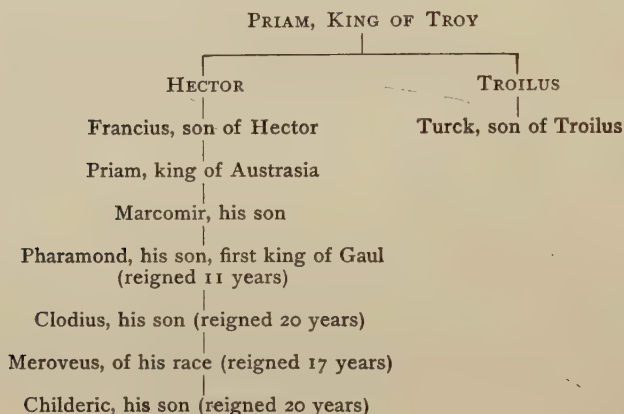 PRIAM, KING OF TROY
HECTOR
TROILUS
Francius, son of Hector
Turck, son of Troilus
Priam, king of Austrasia
Marcomir, his son
Pharamond, his son, first king of Gaul
(reigned 11 years)
Clodius, his son (reigned 20 years)
Meroveus, of his race (reigned 17 years)
Childeric, his son (reigned 20 years)